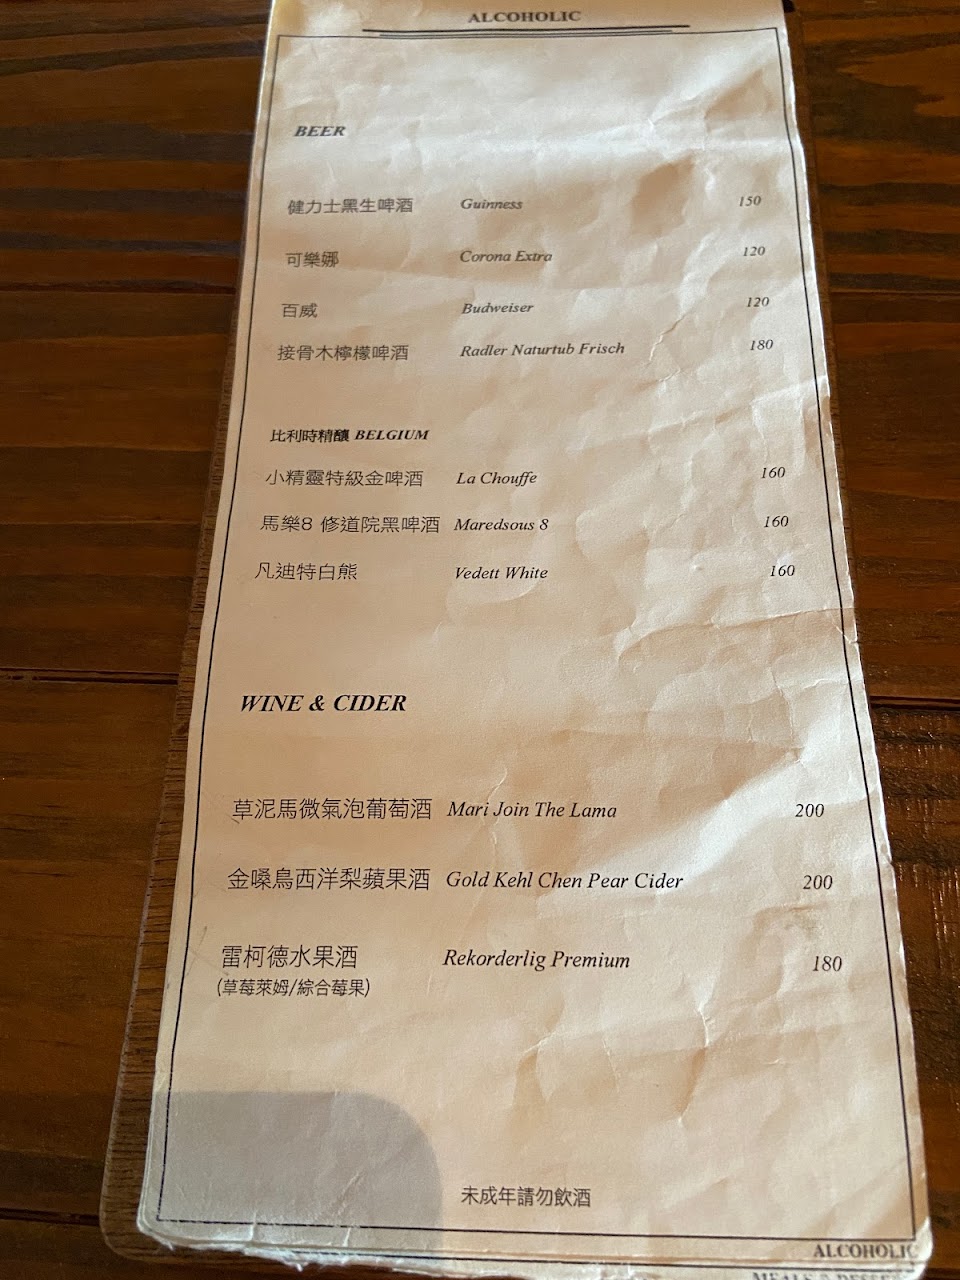 ALCOHOLIC
BEER
健力士黑生啤酒 Guinness 150
可樂娜 Corona Extra 120
百威 Budweiser 120
接骨木檸檬啤酒 Radler Naturtub Frisch 180
比利時精釀 BELGIUM
小精靈特級金啤酒 La Chouffe 160
馬樂8 修道院黑啤酒 Maredsous 8 160
凡迪特白熊 Vedett White 160
WINE & CIDER
草泥馬微氣泡葡萄酒 Mari Join The Lama 200
金嗓鳥西洋梨蘋果酒 Gold Kehl Chen Pear Cider 200
雷柯德水果酒 Rekorderlig Premium 180
(草莓萊姆/綜合莓果)
未成年請勿飲酒
ALCOHOLIC